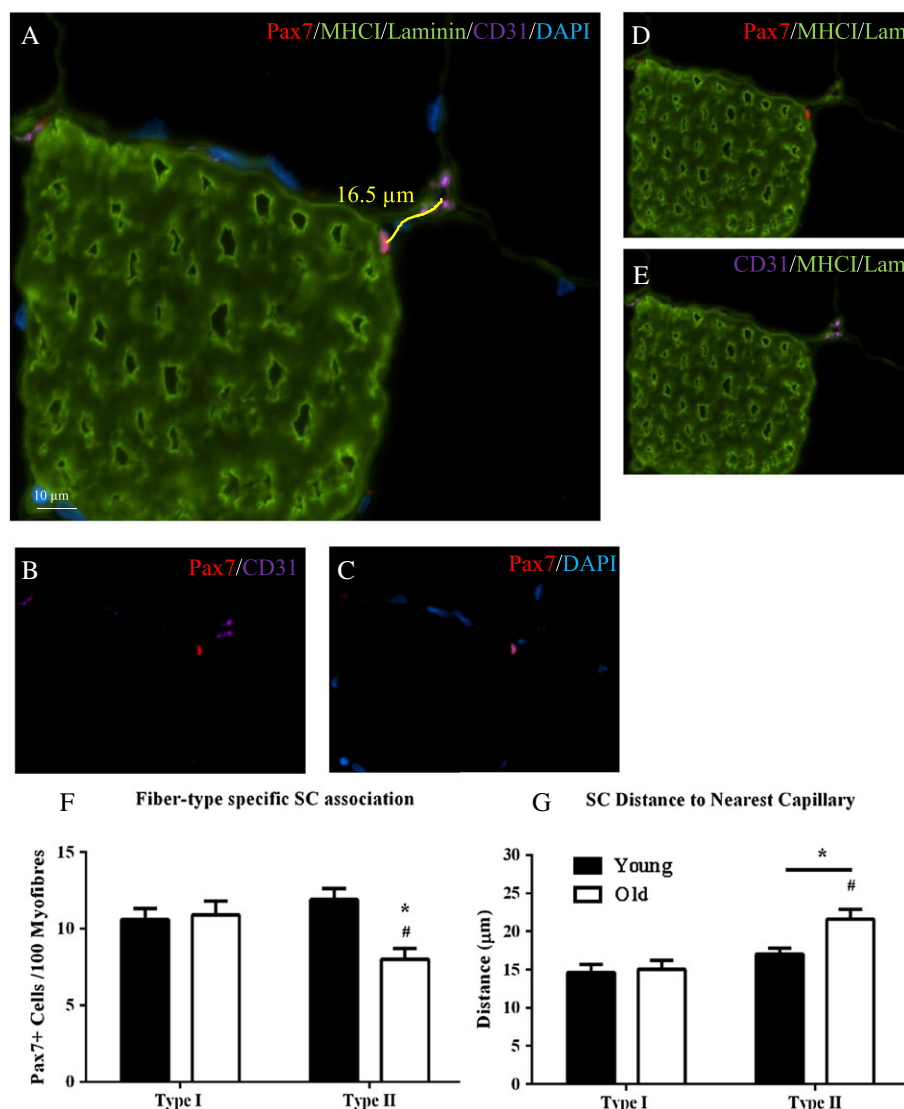 A
Pax7/MHCI/Laminin/CD31/DAPI
16.5 µm
10 µm
D
Pax7/MHCI/Lam
E
CD31/MHCI/Lam
B
Pax7/CD31
C
Pax7/DAPI
F
Fiber-type specific SC association
Pax7+ Cells /100 Myofibres
15
10
5
0
*
#
Type I
Type II
G
SC Distance to Nearest Capillary
Distance (µm)
30
25
20
15
10
5
0
Young
Old
*
#
Type I
Type II